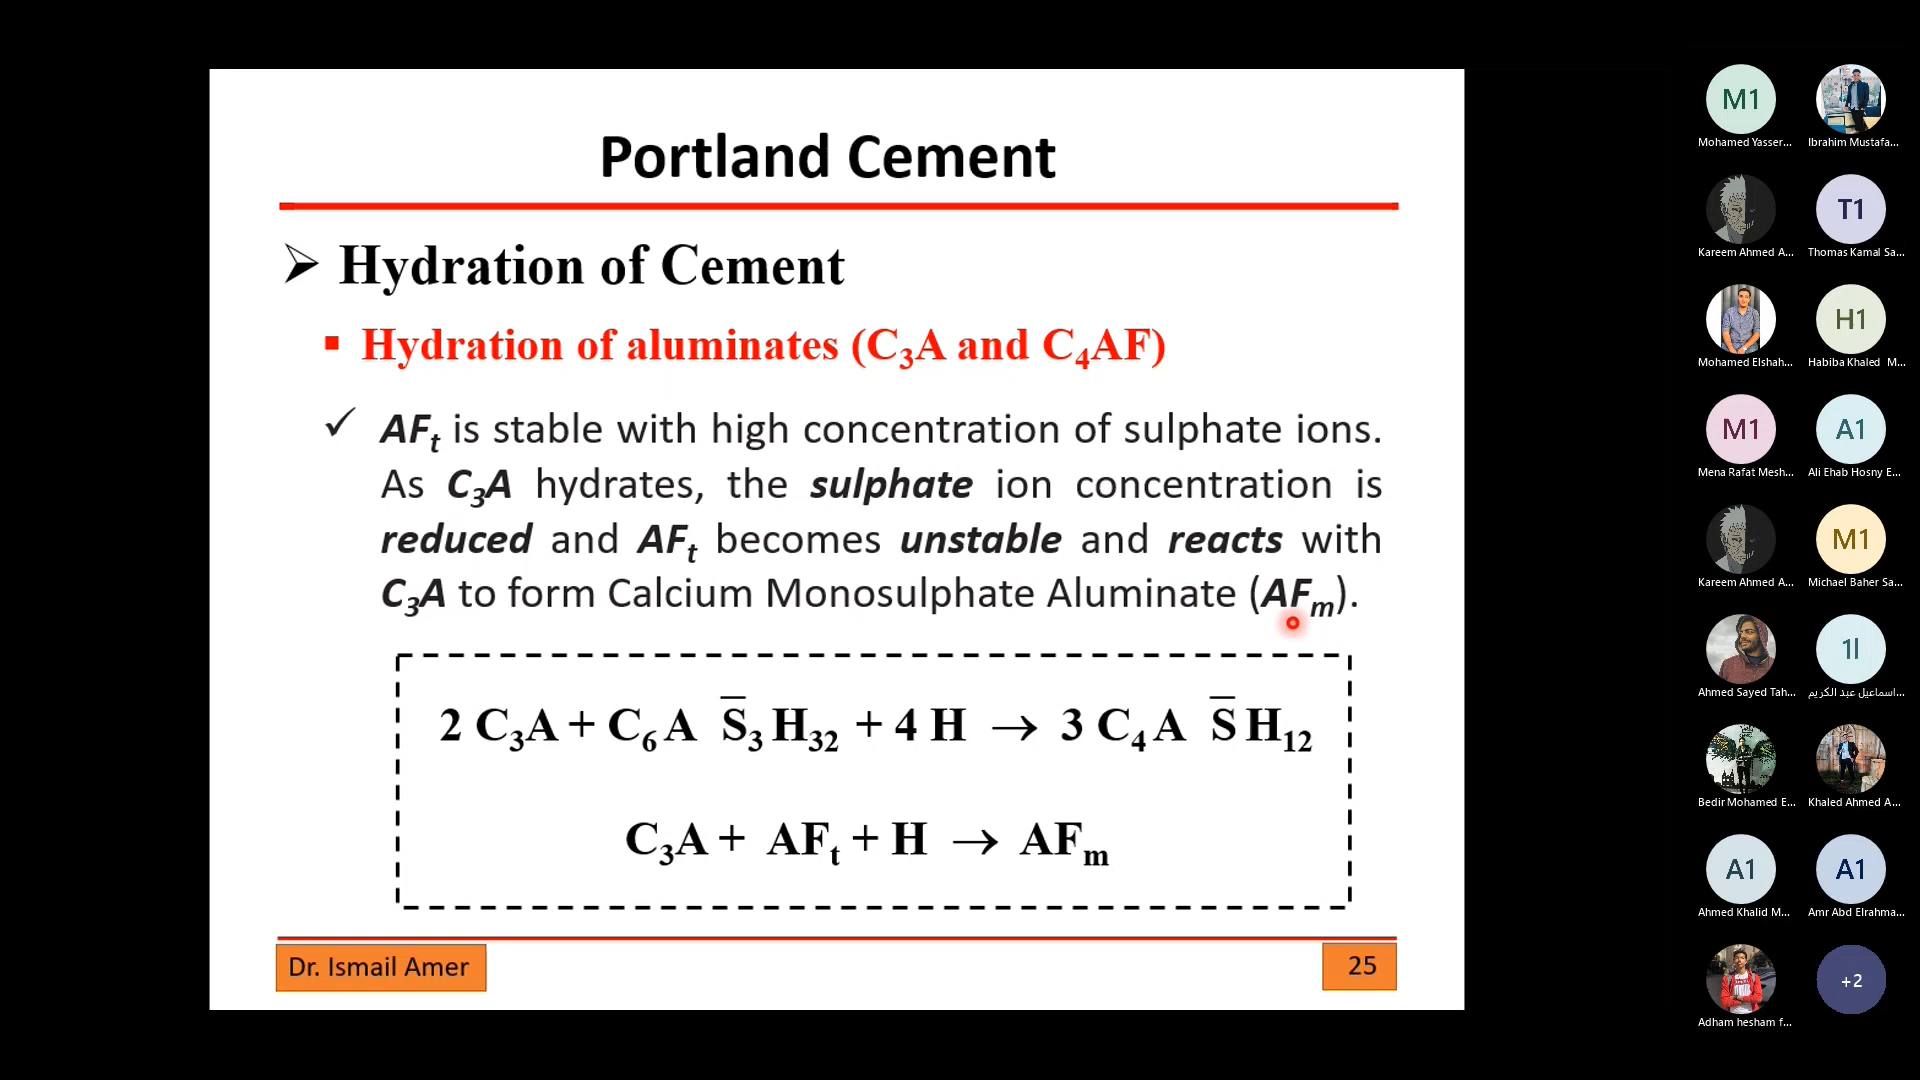 Portland Cement
➢ Hydration of Cement
▪ Hydration of aluminates (C₃A and C₄AF)
✓ AFₜ is stable with high concentration of sulphate ions.
As C₃A hydrates, the sulphate ion concentration is
reduced and AFₜ becomes unstable and reacts with
C₃A to form Calcium Monosulphate Aluminate (AFₘ).
2 C₃A + C₆A S̅₃H₃₂ + 4 H → 3 C₄A S̅H₁₂
C₃A + AFₜ + H → AFₘ
Dr. Ismail Amer
25
M1
Mohamed Yasser...
Ibrahim Mustafa...
Kareem Ahmed A...
T1
Thomas Kamal Sa...
Mohamed Elshah...
H1
Habiba Khaled M...
M1
Mena Rafat Mesh...
A1
Ali Ehab Hosny E...
Kareem Ahmed A...
M1
Michael Baher Sa...
Ahmed Sayed Tah...
1l
اسماعيل عبد الكريم...
Bedir Mohamed E...
Khaled Ahmed A...
A1
Ahmed Khalid M...
A1
Amr Abd Elrahma...
Adham hesham f...
+2